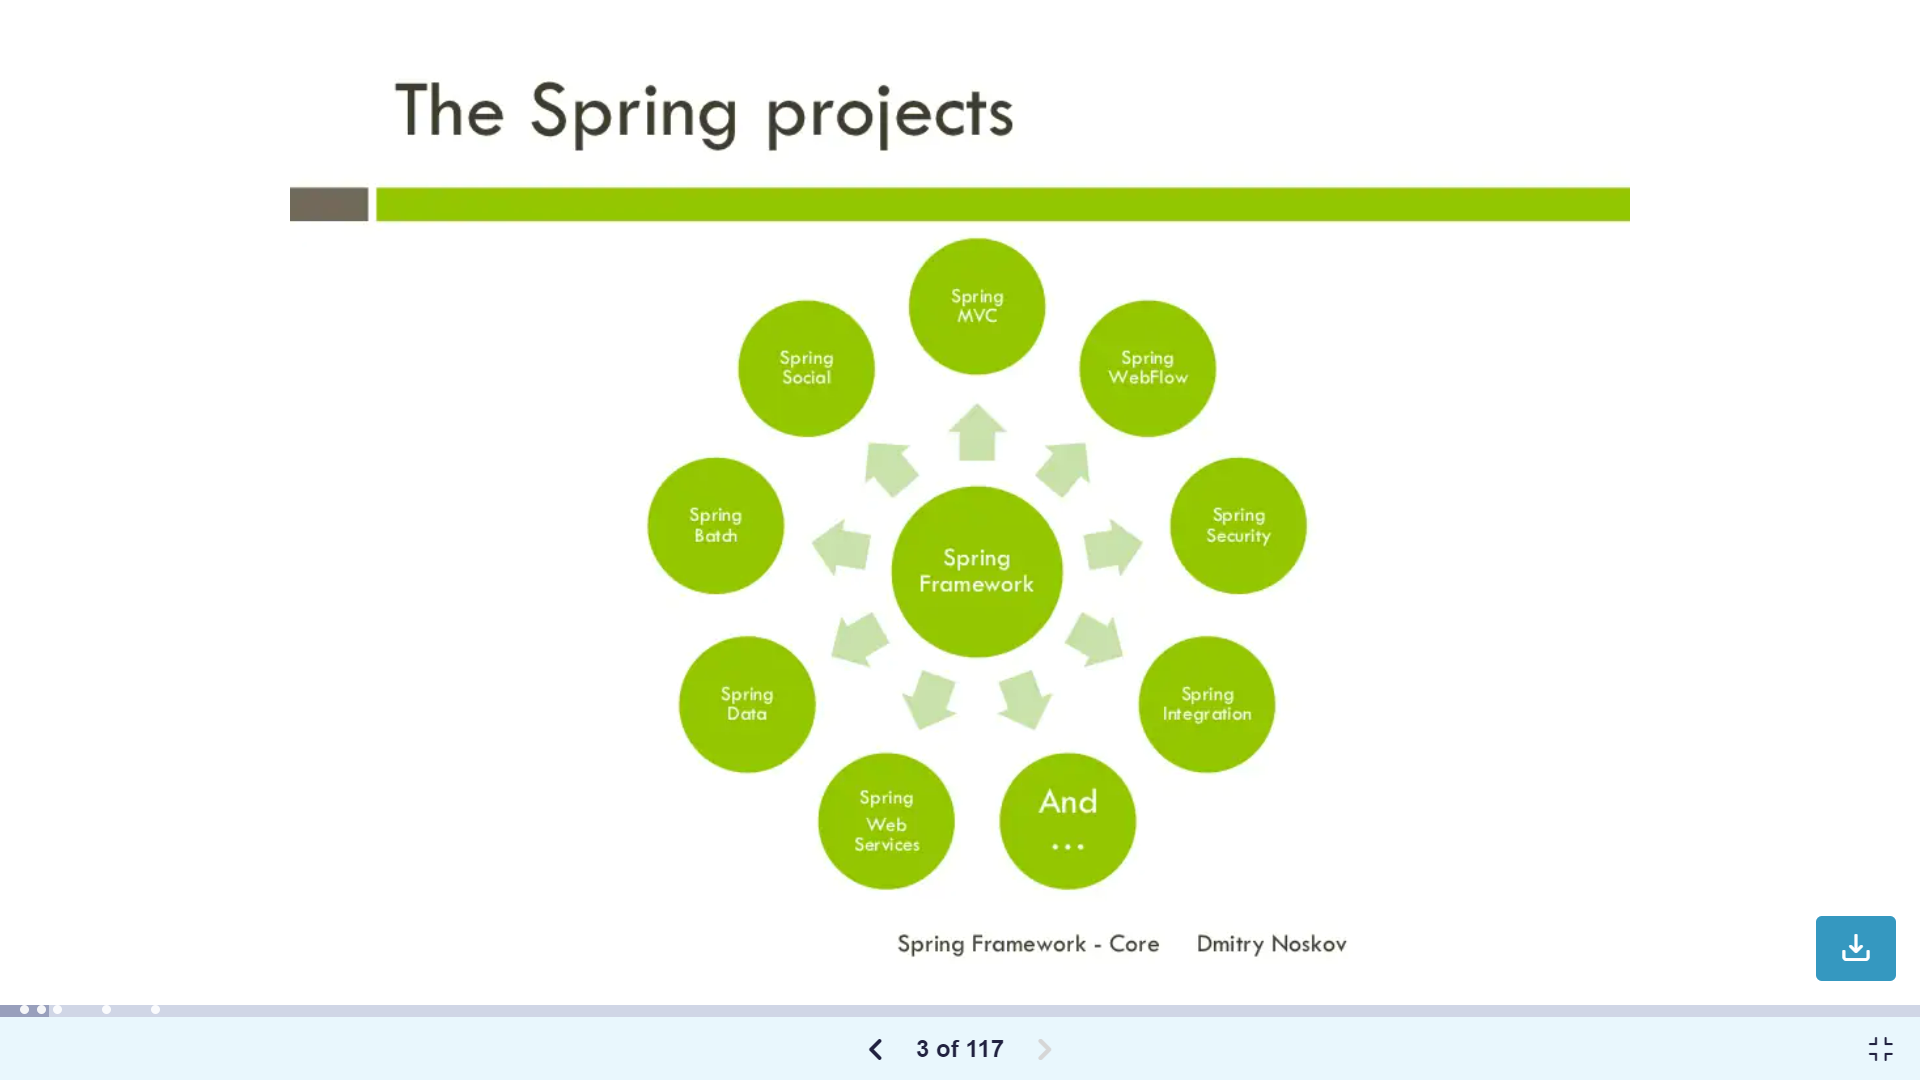 The Spring projects
Spring
MVC
Spring
Social
Spring
WebFlow
Spring
Batch
Spring
Security
Spring
Framework
Spring
Data
Spring
Integration
Spring
Web
Services
And
...
Spring Framework - Core Dmitry Noskov
3 of 117